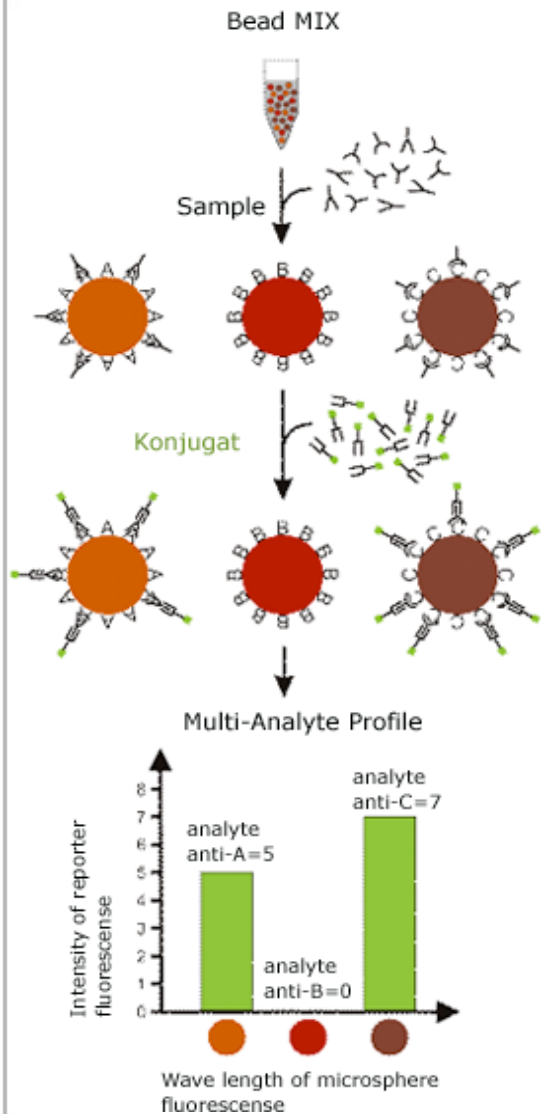 Bead MIX
Sample
A
B B B B B B B B B B B B
C C C C C C C C
Konjugat
A
B B B B B B B B B B B B
C C C C C C C C
Multi-Analyte Profile
Intensity of reporter
fluorescense
8
7
6
5
4
3
2
1
0
analyte
anti-A=5
analyte
anti-B=0
analyte
anti-C=7
Wave length of microsphere
fluorescense